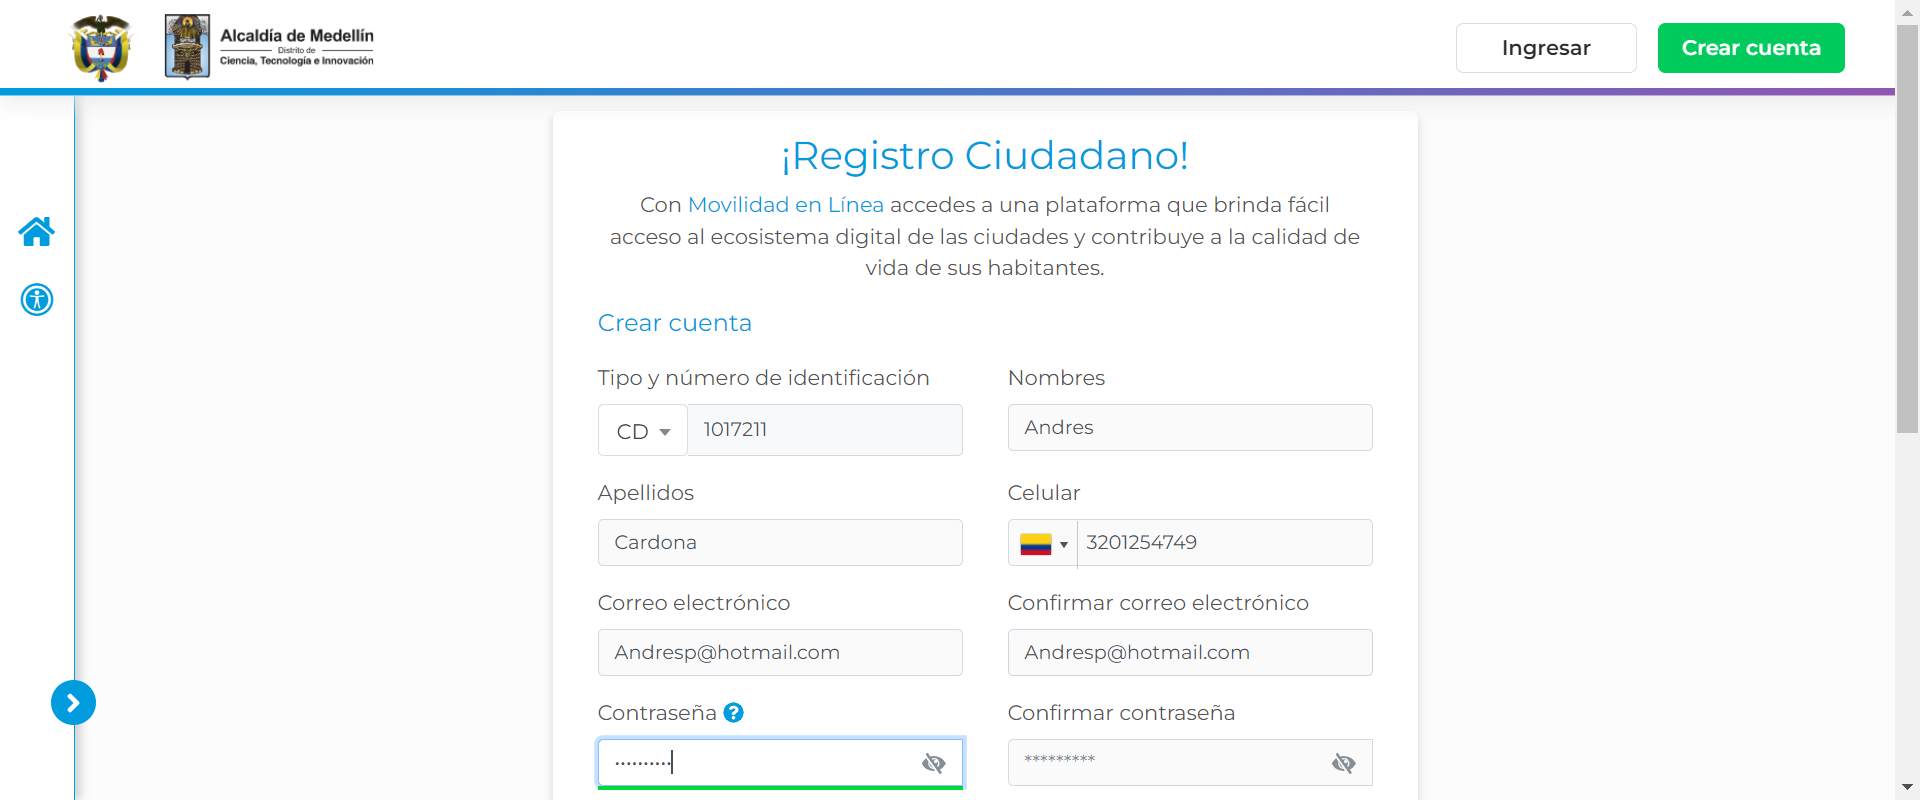 Alcaldía de Medellín
Distrito de
Ciencia, Tecnología e Innovación
Ingresar
Crear cuenta
¡Registro Ciudadano!
Con Movilidad en Línea accedes a una plataforma que brinda fácil
acceso al ecosistema digital de las ciudades y contribuye a la calidad de
vida de sus habitantes.
Crear cuenta
Tipo y número de identificación
Nombres
CD
1017211
Andres
Apellidos
Celular
Cardona
3201254749
Correo electrónico
Confirmar correo electrónico
Andresp@hotmail.com
Andresp@hotmail.com
Contraseña ?
Confirmar contraseña
••••••••••
*********